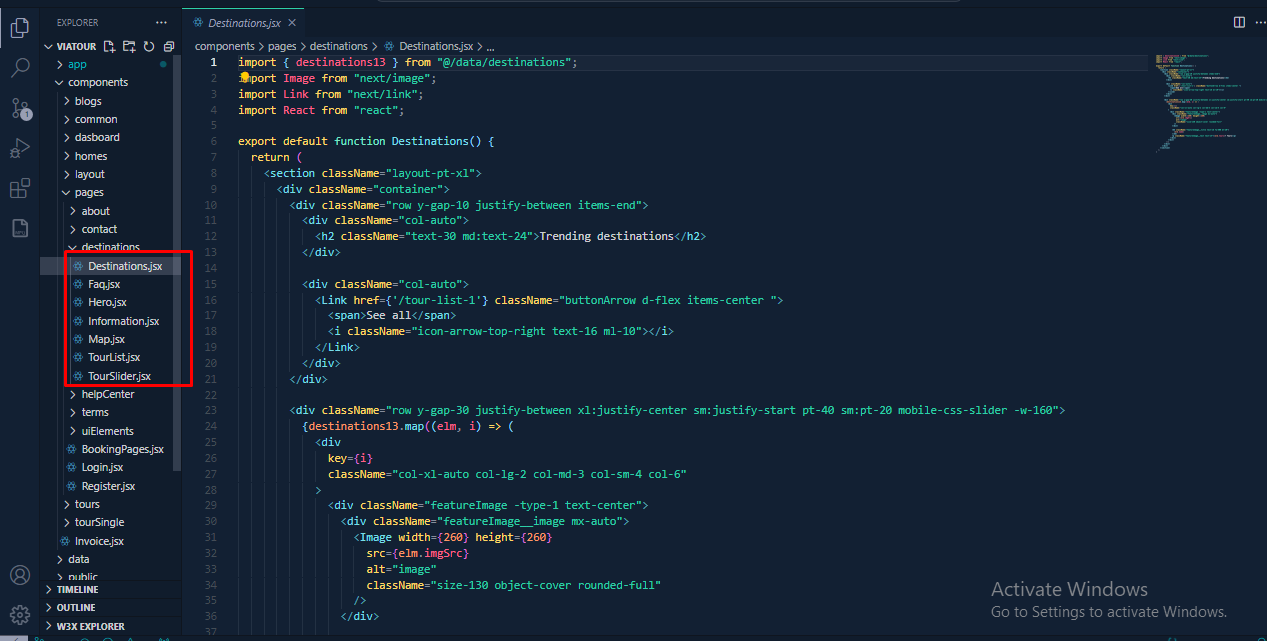 EXPLORER
VIATOUR
app
components
blogs
common
dasboard
homes
layout
pages
about
contact
destinations
Destinations.jsx
Faq.jsx
Hero.jsx
Information.jsx
Map.jsx
TourList.jsx
TourSlider.jsx
helpCenter
terms
uiElements
BookingPages.jsx
Login.jsx
Register.jsx
tours
tourSingle
Invoice.jsx
data
public
TIMELINE
OUTLINE
W3X EXPLORER
1
Destinations.jsx
components > pages > destinations > Destinations.jsx > ...
1 import { destinations13 } from "@/data/destinations";
2 import Image from "next/image";
3 import Link from "next/link";
4 import React from "react";
5
6 export default function Destinations() {
7 return (
8 <section className="layout-pt-xl">
9 <div className="container">
10 <div className="row y-gap-10 justify-between items-end">
11 <div className="col-auto">
12 <h2 className="text-30 md:text-24">Trending destinations</h2>
13 </div>
14
15 <div className="col-auto">
16 <Link href={'/tour-list-1'} className="buttonArrow d-flex items-center ">
17 <span>See all</span>
18 <i className="icon-arrow-top-right text-16 ml-10"></i>
19 </Link>
20 </div>
21 </div>
22
23 <div className="row y-gap-30 justify-between xl:justify-center sm:justify-start pt-40 sm:pt-20 mobile-css-slider -w-160">
24 {destinations13.map((elm, i) => (
25 <div
26 key={i}
27 className="col-xl-auto col-lg-2 col-md-3 col-sm-4 col-6"
28 >
29 <div className="featureImage -type-1 text-center">
30 <div className="featureImage__image mx-auto">
31 <Image width={260} height={260}
32 src={elm.imgSrc}
33 alt="image"
34 className="size-130 object-cover rounded-full"
35 />
36 </div>
37
Activate Windows
Go to Settings to activate Windows.